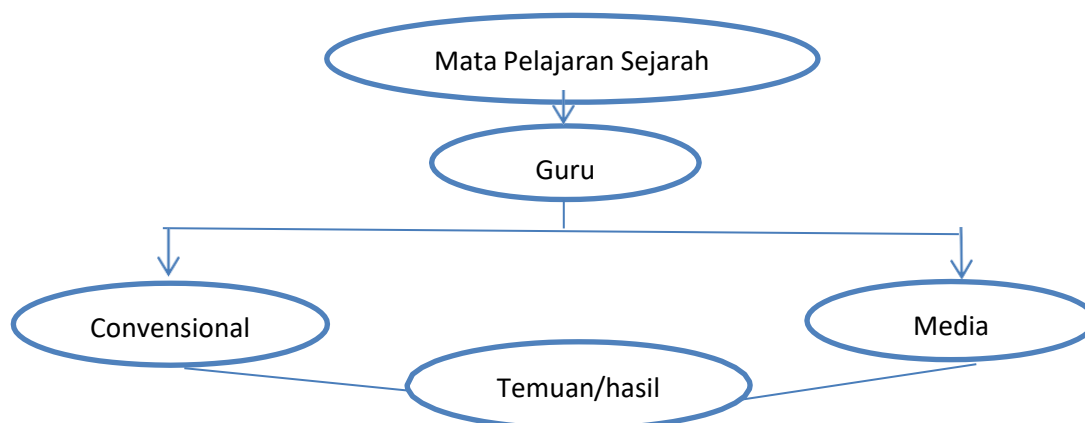 Mata Pelajaran Sejarah
Guru
Convensional
Media
Temuan/hasil